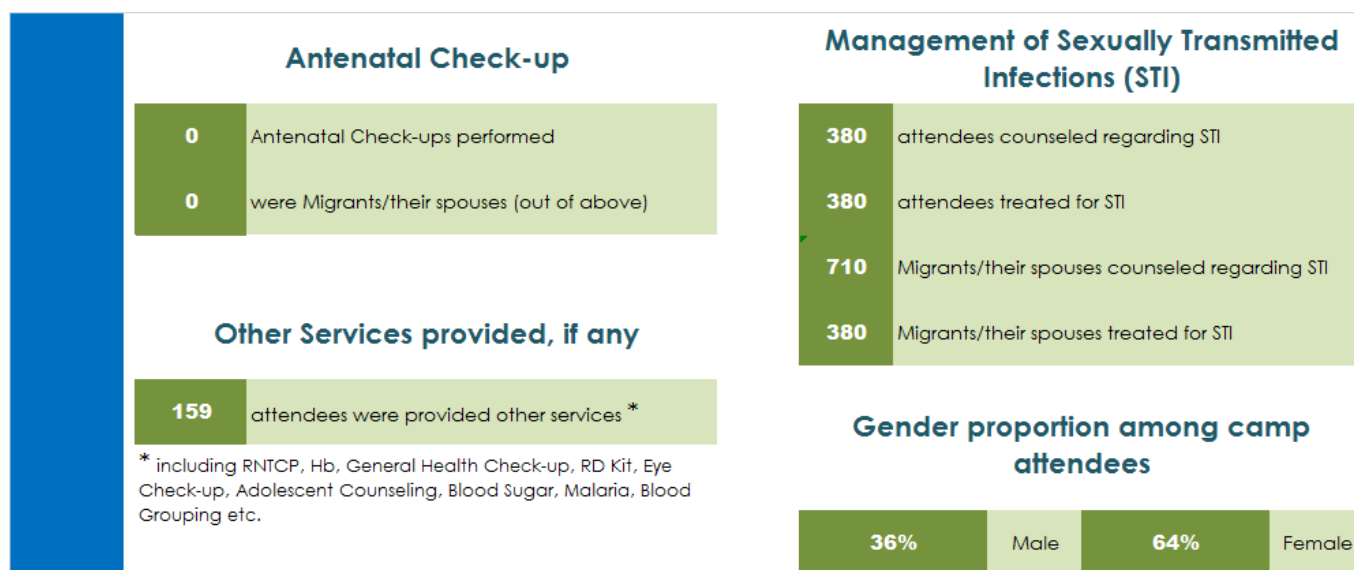 Antenatal Check-up
0 Antenatal Check-ups performed
0 were Migrants/their spouses (out of above)
Other Services provided, if any
159 attendees were provided other services *
* including RNTCP, Hb, General Health Check-up, RD Kit, Eye
Check-up, Adolescent Counseling, Blood Sugar, Malaria, Blood
Grouping etc.
Management of Sexually Transmitted
Infections (STI)
380 attendees counseled regarding STI
380 attendees treated for STI
710 Migrants/their spouses counseled regarding STI
380 Migrants/their spouses treated for STI
Gender proportion among camp
attendees
36% Male 64% Female